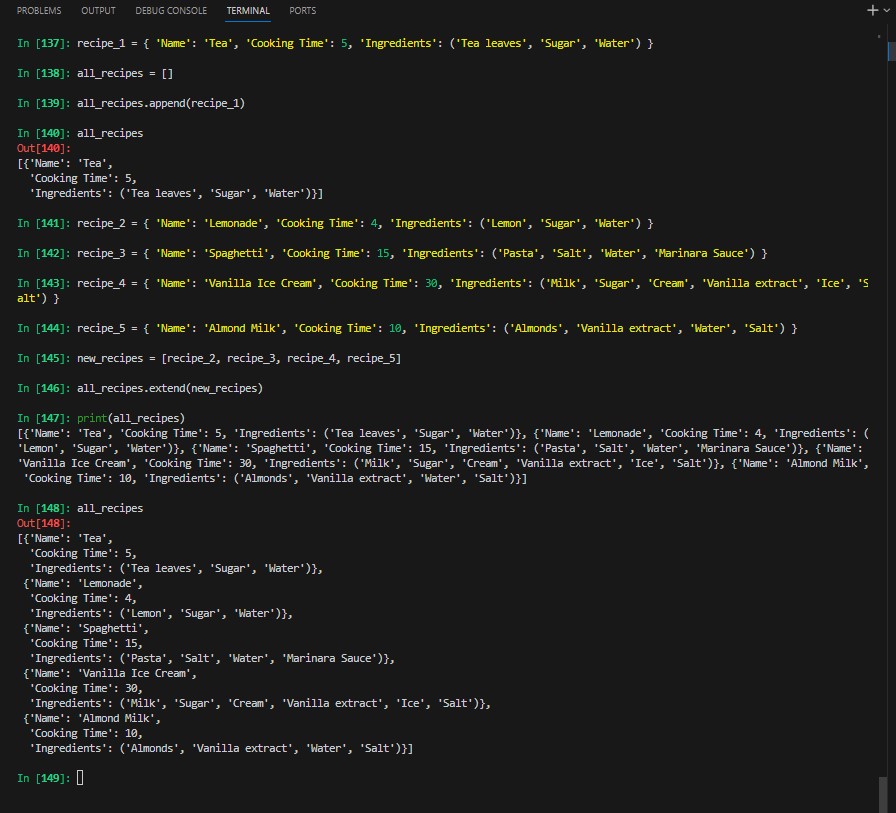 PROBLEMS OUTPUT DEBUG CONSOLE TERMINAL PORTS
In [137]: recipe_1 = { 'Name': 'Tea', 'Cooking Time': 5, 'Ingredients': ('Tea leaves', 'Sugar', 'Water') }
In [138]: all_recipes = []
In [139]: all_recipes.append(recipe_1)
In [140]: all_recipes
Out[140]:
[{'Name': 'Tea',
  'Cooking Time': 5,
  'Ingredients': ('Tea leaves', 'Sugar', 'Water')}]
In [141]: recipe_2 = { 'Name': 'Lemonade', 'Cooking Time': 4, 'Ingredients': ('Lemon', 'Sugar', 'Water') }
In [142]: recipe_3 = { 'Name': 'Spaghetti', 'Cooking Time': 15, 'Ingredients': ('Pasta', 'Salt', 'Water', 'Marinara Sauce') }
In [143]: recipe_4 = { 'Name': 'Vanilla Ice Cream', 'Cooking Time': 30, 'Ingredients': ('Milk', 'Sugar', 'Cream', 'Vanilla extract', 'Ice', 'S
alt') }
In [144]: recipe_5 = { 'Name': 'Almond Milk', 'Cooking Time': 10, 'Ingredients': ('Almonds', 'Vanilla extract', 'Water', 'Salt') }
In [145]: new_recipes = [recipe_2, recipe_3, recipe_4, recipe_5]
In [146]: all_recipes.extend(new_recipes)
In [147]: print(all_recipes)
[{'Name': 'Tea', 'Cooking Time': 5, 'Ingredients': ('Tea leaves', 'Sugar', 'Water')}, {'Name': 'Lemonade', 'Cooking Time': 4, 'Ingredients': (
'Lemon', 'Sugar', 'Water')}, {'Name': 'Spaghetti', 'Cooking Time': 15, 'Ingredients': ('Pasta', 'Salt', 'Water', 'Marinara Sauce')}, {'Name':
'Vanilla Ice Cream', 'Cooking Time': 30, 'Ingredients': ('Milk', 'Sugar', 'Cream', 'Vanilla extract', 'Ice', 'Salt')}, {'Name': 'Almond Milk',
 'Cooking Time': 10, 'Ingredients': ('Almonds', 'Vanilla extract', 'Water', 'Salt')}]
In [148]: all_recipes
Out[148]:
[{'Name': 'Tea',
  'Cooking Time': 5,
  'Ingredients': ('Tea leaves', 'Sugar', 'Water')},
 {'Name': 'Lemonade',
  'Cooking Time': 4,
  'Ingredients': ('Lemon', 'Sugar', 'Water')},
 {'Name': 'Spaghetti',
  'Cooking Time': 15,
  'Ingredients': ('Pasta', 'Salt', 'Water', 'Marinara Sauce')},
 {'Name': 'Vanilla Ice Cream',
  'Cooking Time': 30,
  'Ingredients': ('Milk', 'Sugar', 'Cream', 'Vanilla extract', 'Ice', 'Salt')},
 {'Name': 'Almond Milk',
  'Cooking Time': 10,
  'Ingredients': ('Almonds', 'Vanilla extract', 'Water', 'Salt')}]
In [149]: